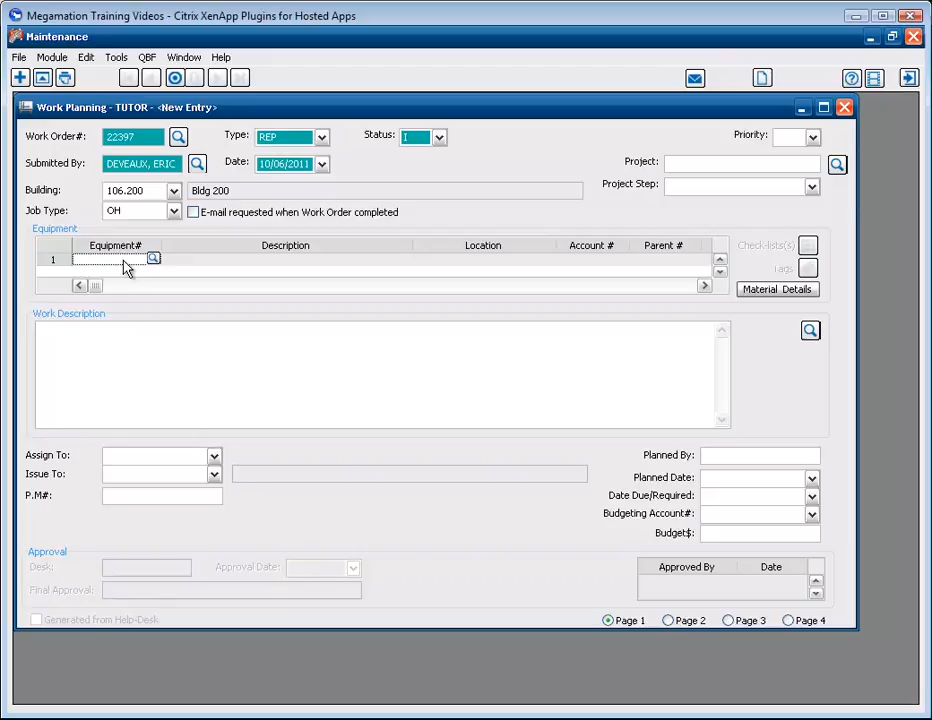 Megamation Training Videos - Citrix XenApp Plugins for Hosted Apps
Maintenance
File Module Edit Tools QBF Window Help
Work Planning - TUTOR - <New Entry>
Work Order#: 22397 Type: REP Status: I Priority:
Submitted By: DEVEAUX, ERIC Date: 10/06/2011 Project:
Building: 106.200 Bldg 200 Project Step:
Job Type: OH E-mail requested when Work Order completed
Equipment
Equipment# Description Location Account # Parent # Check-lists(s)
1 Tags
Material Details
Work Description
Assign To: Planned By:
Issue To: Planned Date:
P.M#: Date Due/Required:
Budgeting Account#:
Budget$:
Approval
Desk: Approval Date: Approved By Date
Final Approval:
Generated from Help-Desk Page 1 Page 2 Page 3 Page 4